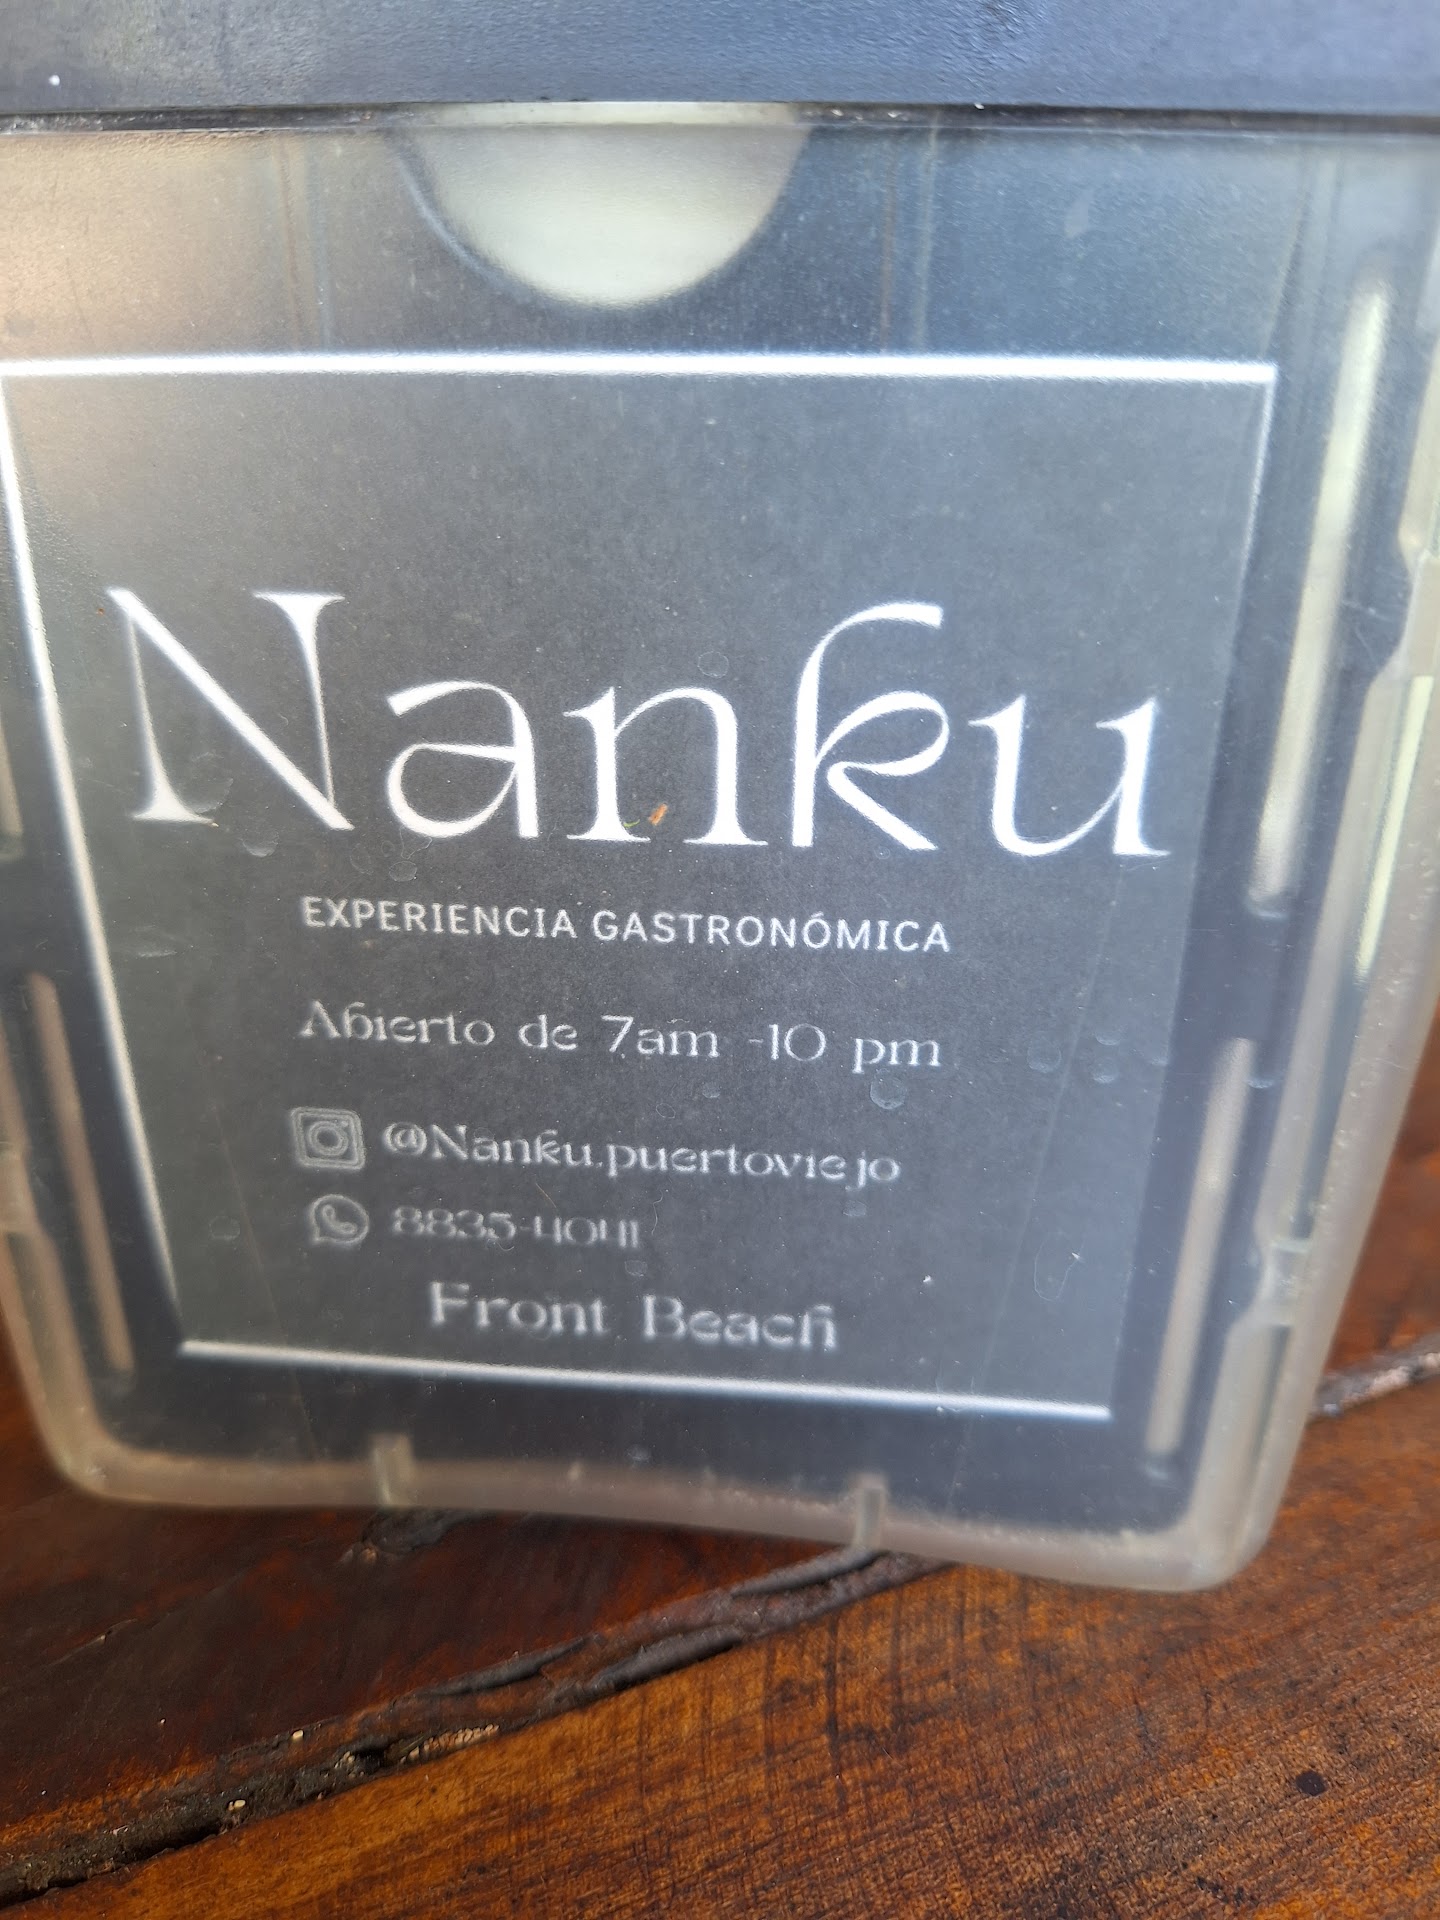 Nanku
EXPERIENCIA GASTRONÓMICA
Abierto de 7am -10 pm
@Nanku.puertoviejo
8835-4041
Front Beach